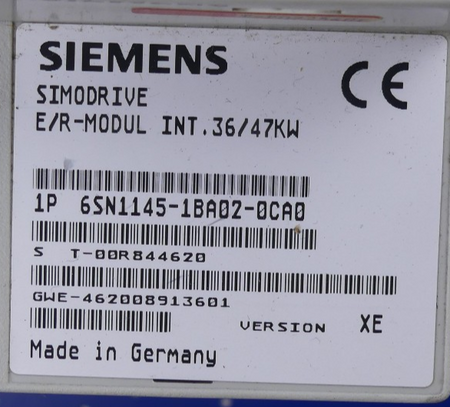 SIEMENS
CE
SIMODRIVE
E/R-MODUL INT.36/47KW
1P 6SN1145-1BA02-0CA0
S T-00R844620
GWE-462008913601
VERSION XE
Made in Germany